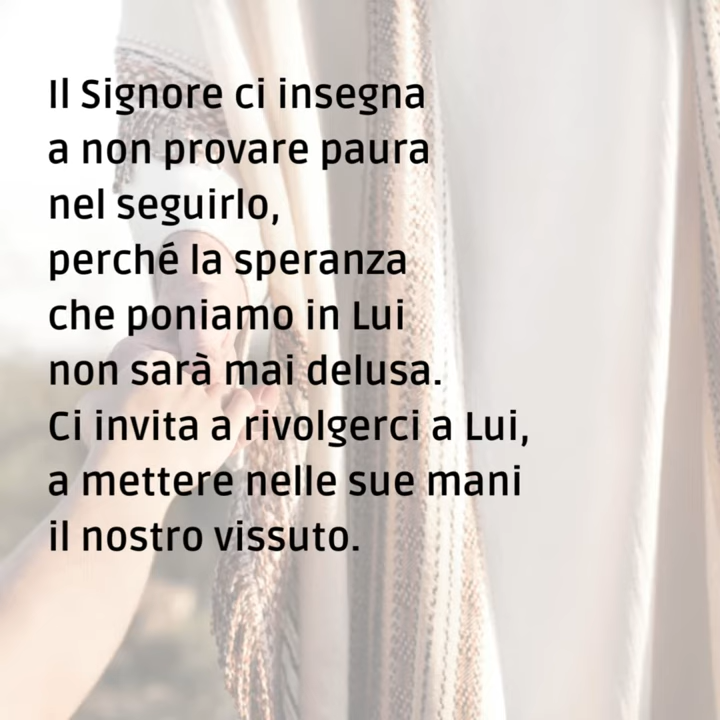 Il Signore ci insegna
a non provare paura
nel seguirlo,
perché la speranza
che poniamo in Lui
non sarà mai delusa.
Ci invita a rivolgerci a Lui,
a mettere nelle sue mani
il nostro vissuto.